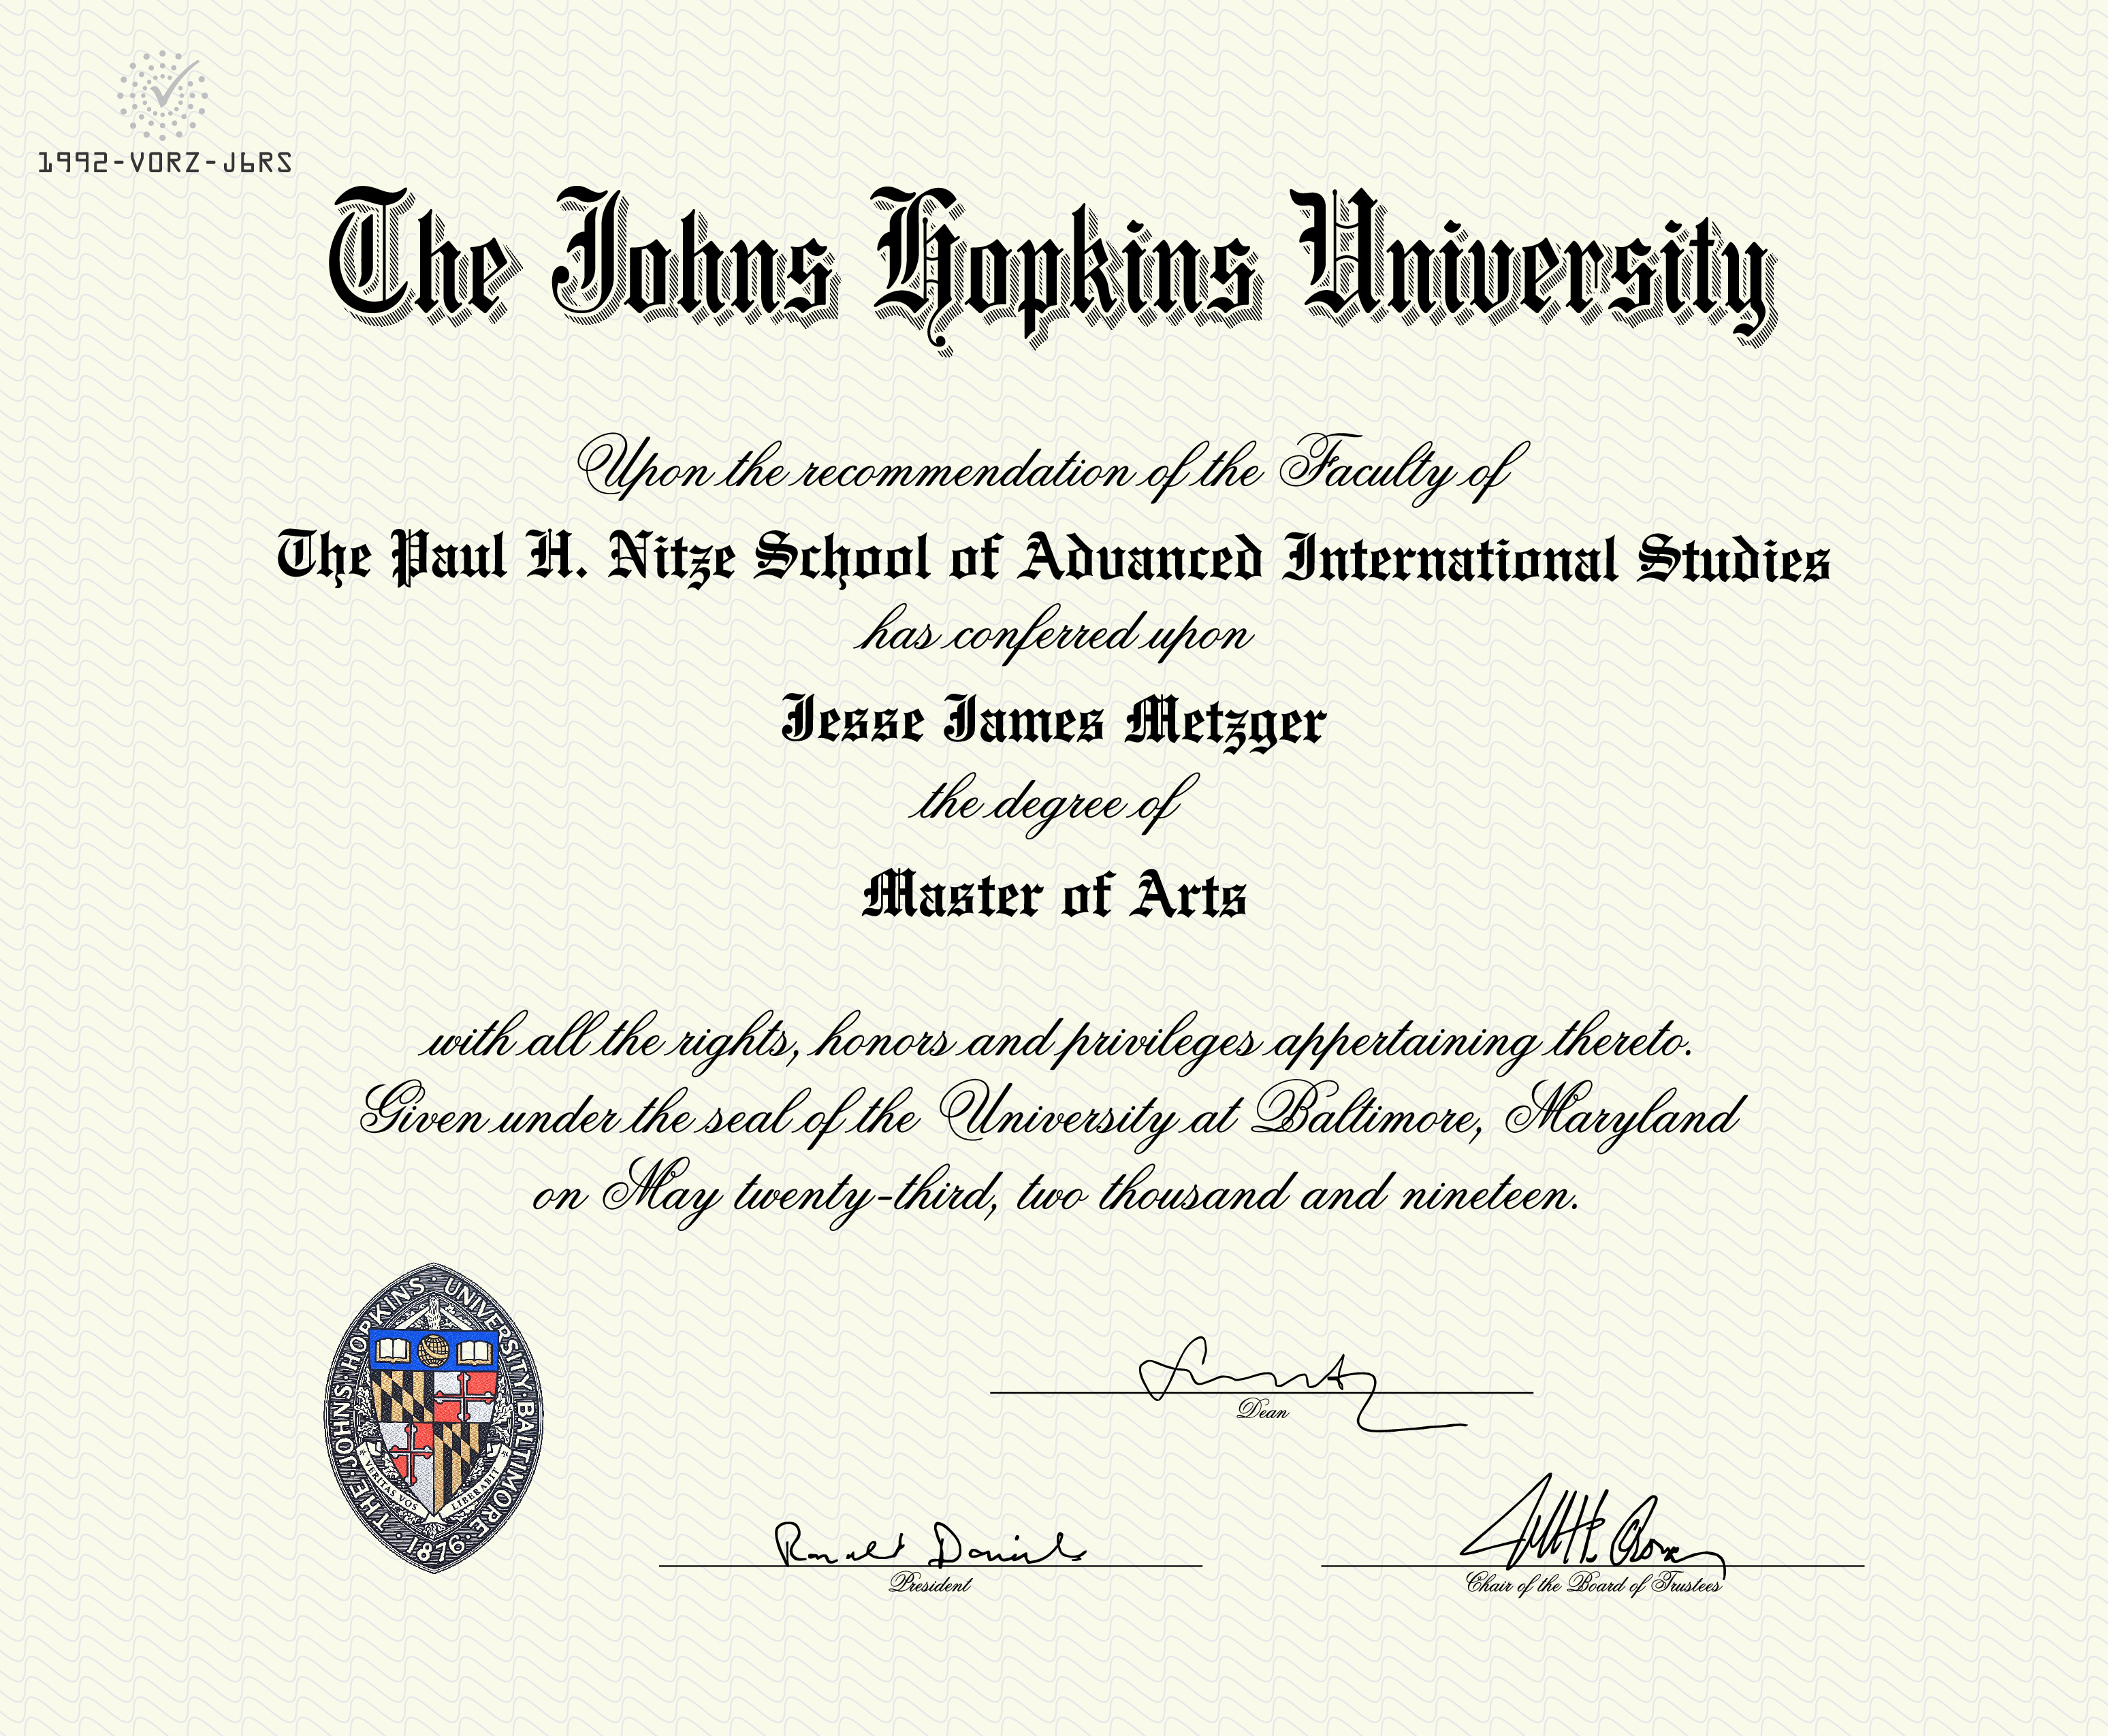 1992-VORZ-J6RS
The Johns Hopkins University
Upon the recommendation of the Faculty of
The Paul H. Nitze School of Advanced International Studies
has conferred upon
Jesse James Metzger
the degree of
Master of Arts
with all the rights, honors and privileges appertaining thereto.
Given under the seal of the University at Baltimore, Maryland
on May twenty-third, two thousand and nineteen.
THE · JOHNS · HOPKINS · UNIVERSITY · BALTIMORE · 1876 ·
VERITAS VOS LIBERABIT
Dean
Ronald Daniels
President
Chair of the Board of Trustees